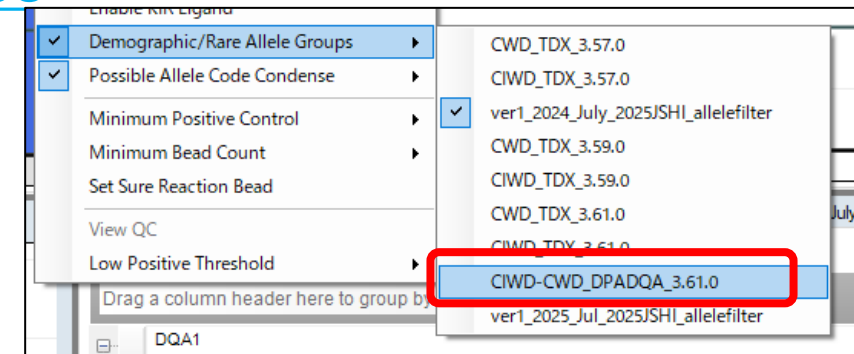 Enable KIR Ligand
Demographic/Rare Allele Groups
Possible Allele Code Condense
Minimum Positive Control
Minimum Bead Count
Set Sure Reaction Bead
View QC
Low Positive Threshold
CWD_TDX_3.57.0
CIWD_TDX_3.57.0
ver1_2024_July_2025JSHI_allelefilter
CWD_TDX_3.59.0
CIWD_TDX_3.59.0
CWD_TDX_3.61.0
CIWD_TDX_3.61.0
CIWD-CWD_DPADQA_3.61.0
ver1_2025_Jul_2025JSHI_allelefilter
July
Drag a column header here to group by
DQA1